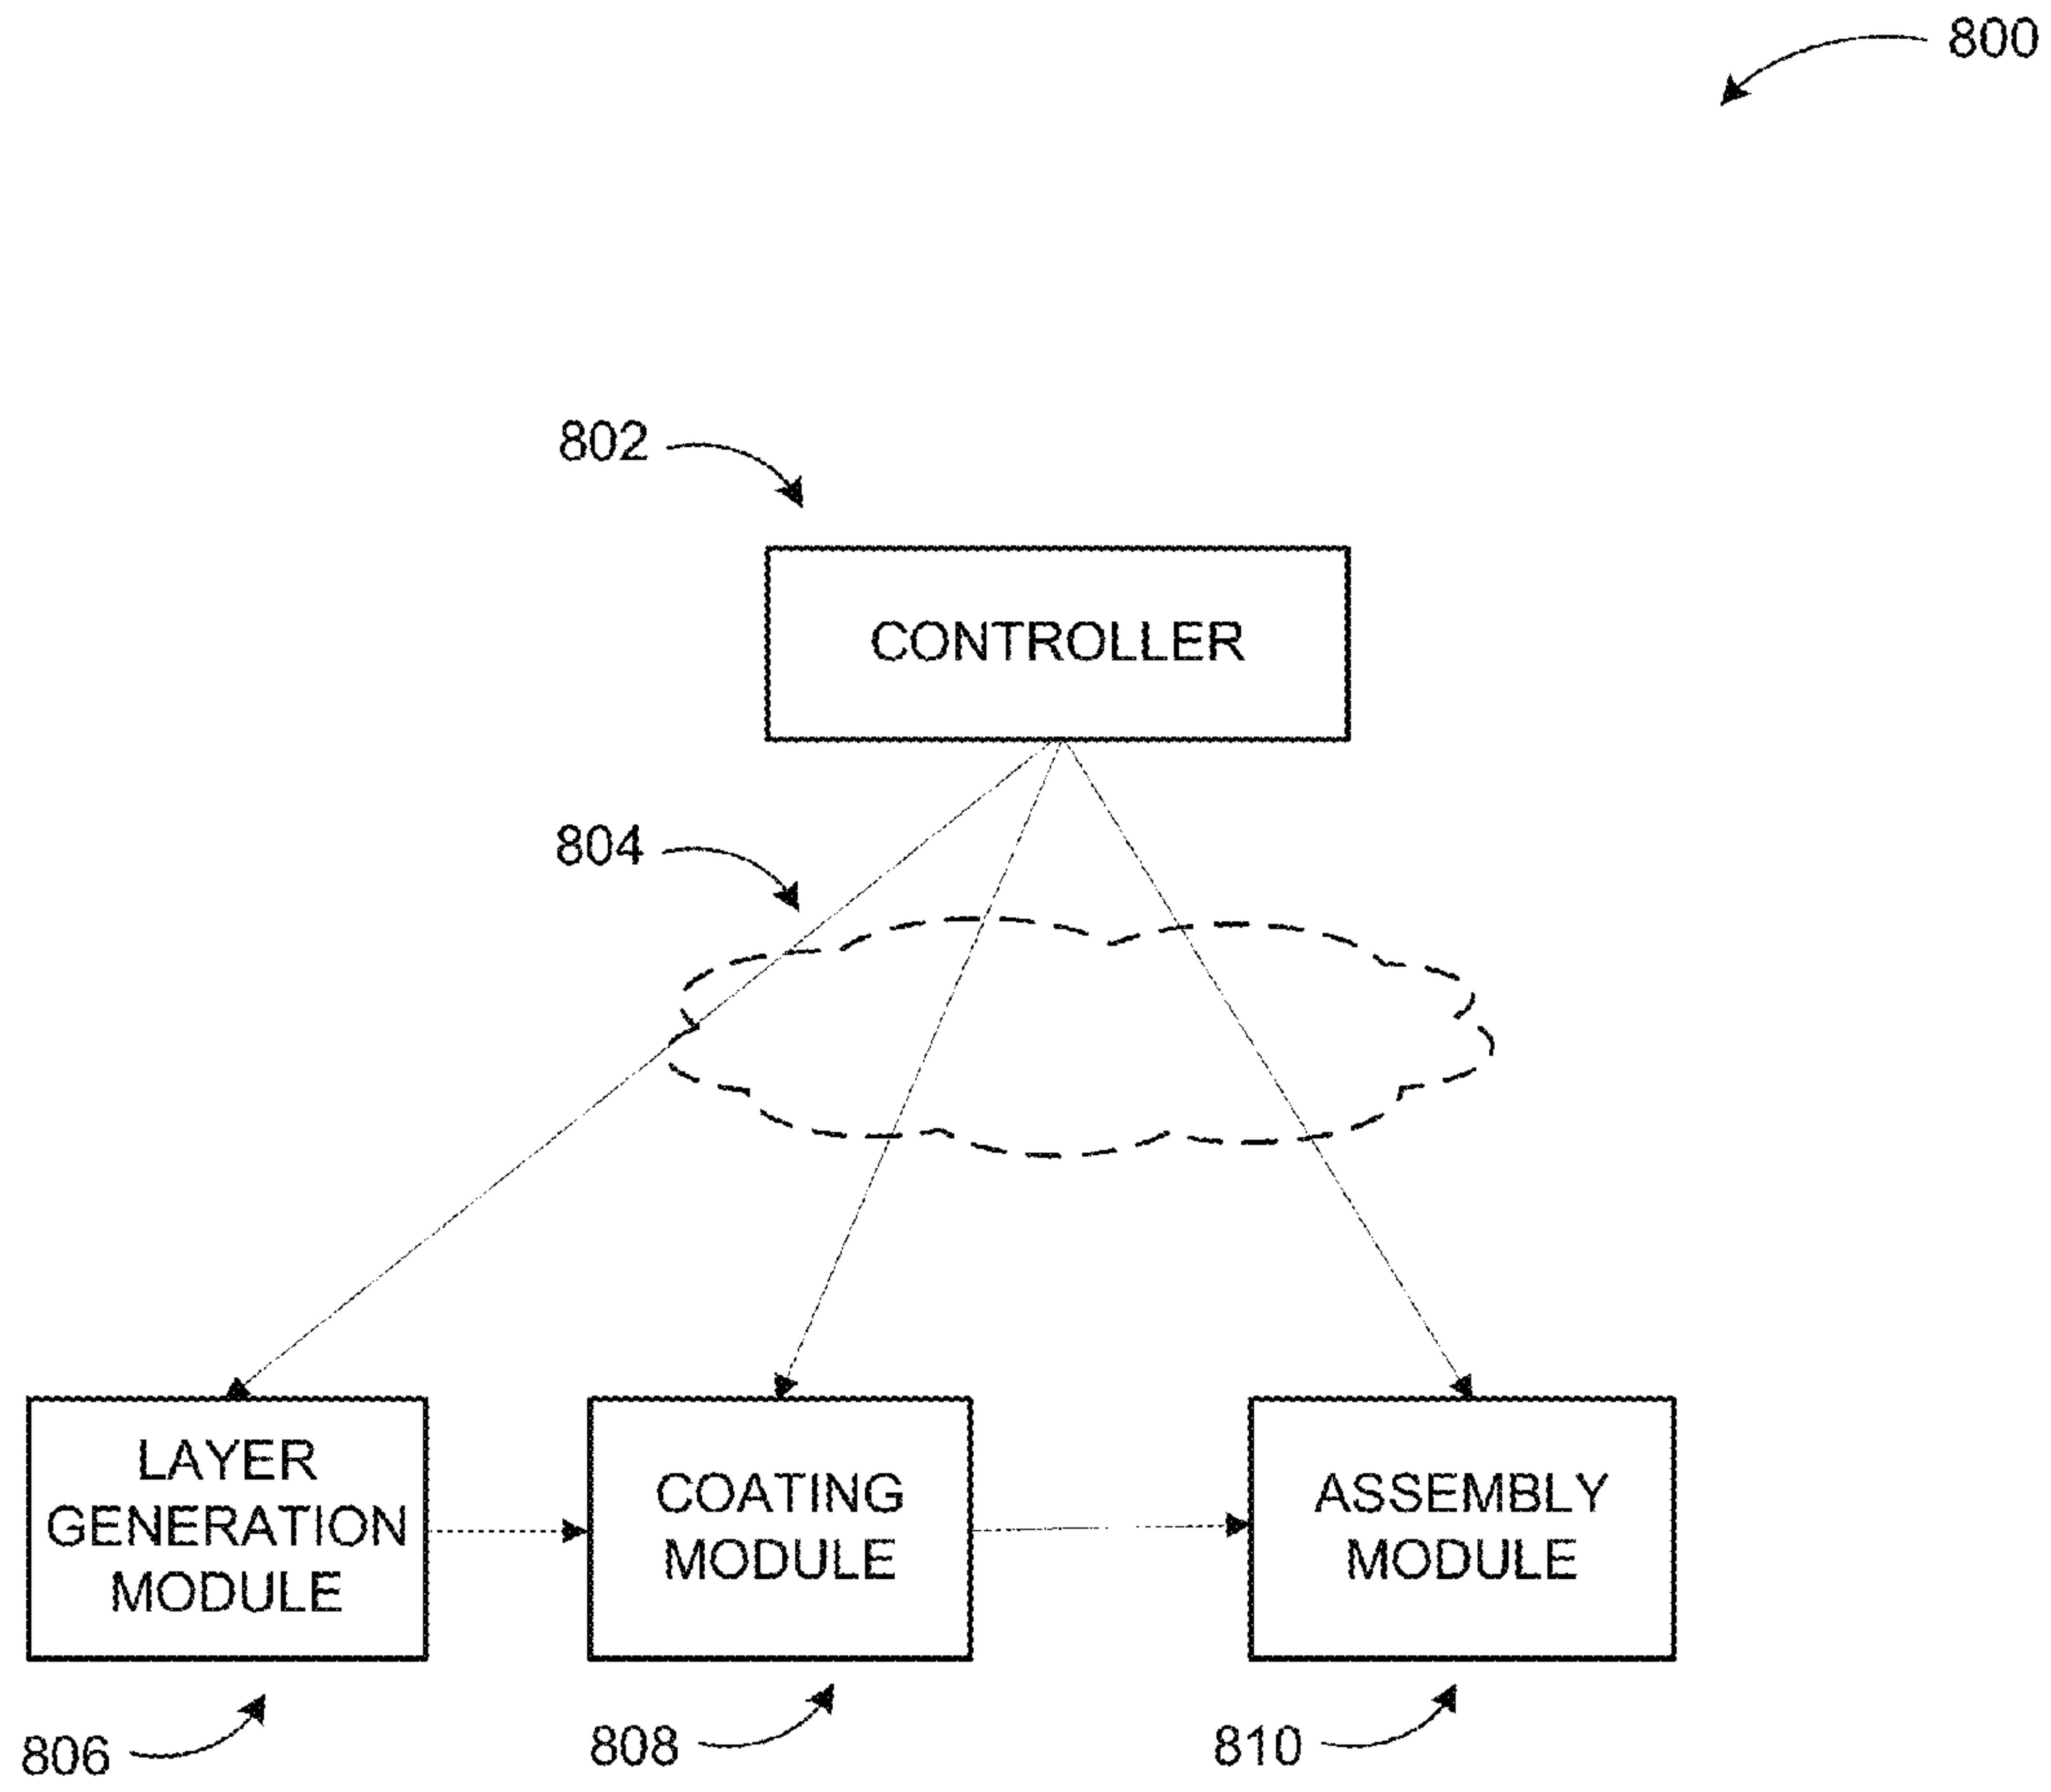 800
802
CONTROLLER
804
LAYER
GENERATION
MODULE
COATING
MODULE
ASSEMBLY
MODULE
806
808
810